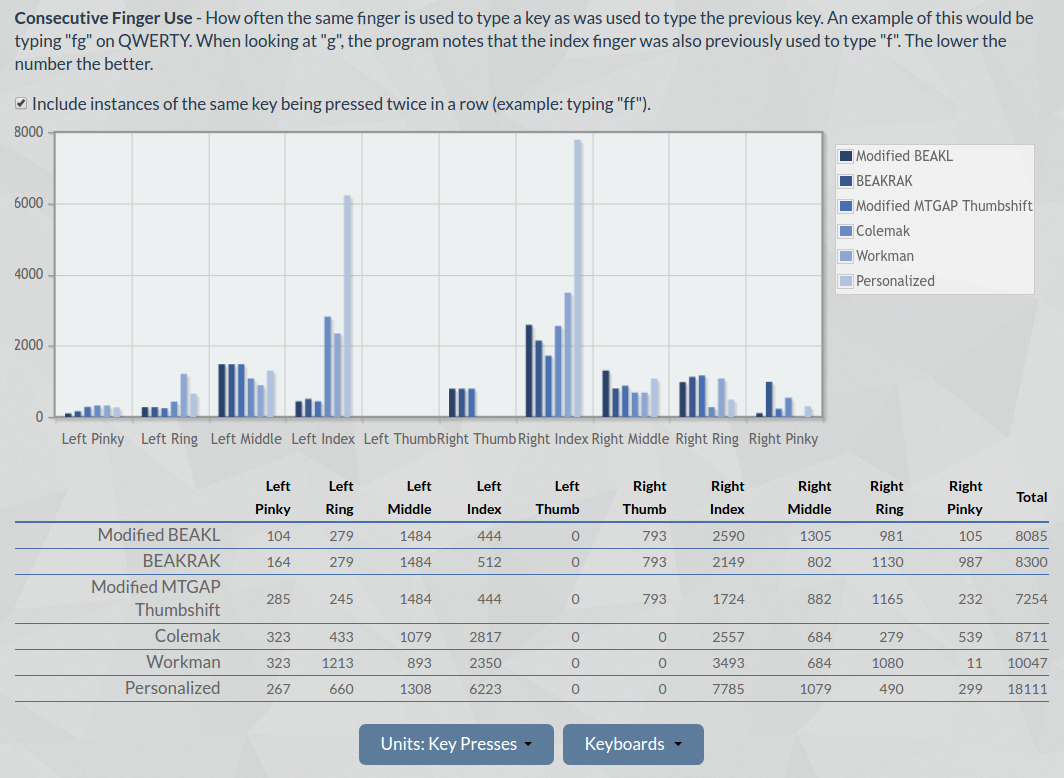 Consecutive Finger Use - How often the same finger is used to type a key as was used to type the previous key. An example of this would be
typing "fg" on QWERTY. When looking at "g", the program notes that the index finger was also previously used to type "f". The lower the
number the better.
Include instances of the same key being pressed twice in a row (example: typing "ff").
8000
6000
4000
2000
0
Left Pinky Left Ring Left Middle Left Index Left Thumb Right Thumb Right Index Right Middle Right Ring Right Pinky
Modified BEAKL
BEAKRAK
Modified MTGAP Thumbshift
Colemak
Workman
Personalized
Left Left Left Left Left Right Right Right Right Right
Pinky Ring Middle Index Thumb Thumb Index Middle Ring Pinky Total
Modified BEAKL 104 279 1484 444 0 793 2590 1305 981 105 8085
BEAKRAK 164 279 1484 512 0 793 2149 802 1130 987 8300
Modified MTGAP
Thumbshift 285 245 1484 444 0 793 1724 882 1165 232 7254
Colemak 323 433 1079 2817 0 0 2557 684 279 539 8711
Workman 323 1213 893 2350 0 0 3493 684 1080 11 10047
Personalized 267 660 1308 6223 0 0 7785 1079 490 299 18111
Units: Key Presses Keyboards